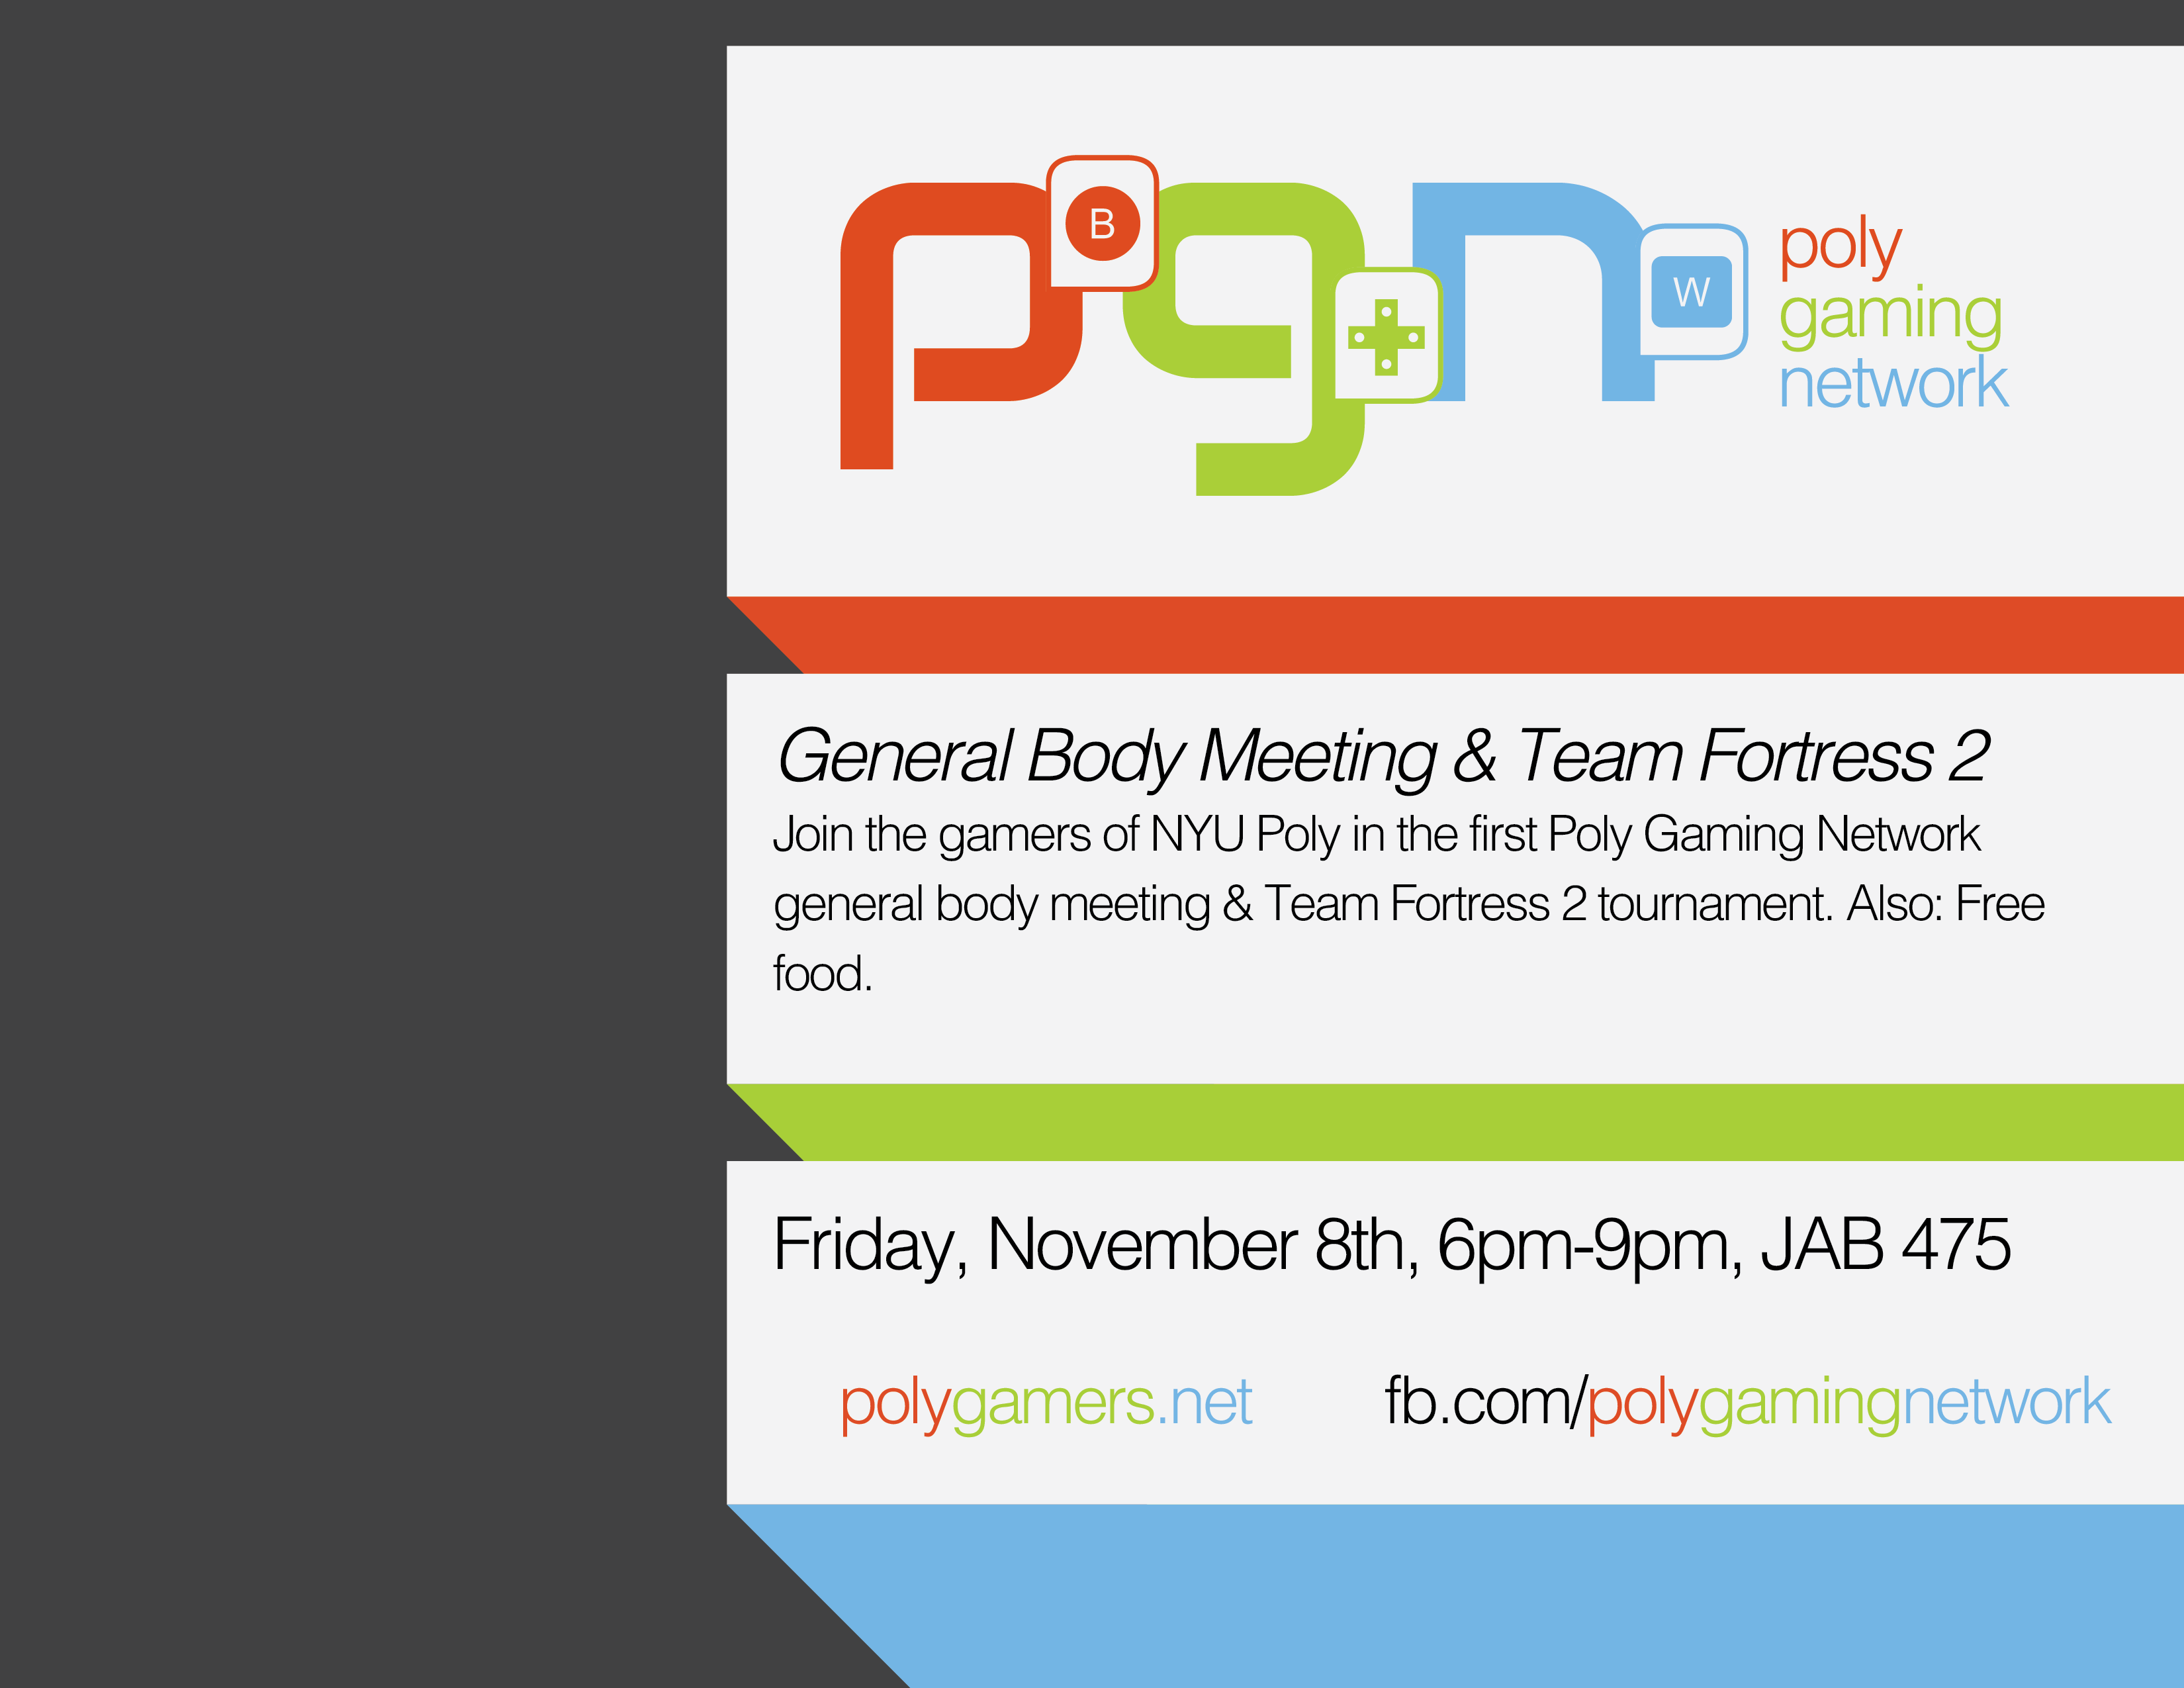 pgn
B
W
poly
gaming
network
General Body Meeting & Team Fortress 2
Join the gamers of NYU Poly in the first Poly Gaming Network
general body meeting & Team Fortress 2 tournament. Also: Free
food.
Friday, November 8th, 6pm-9pm, JAB 475
polygamers.net
fb.com/polygamingnetwork